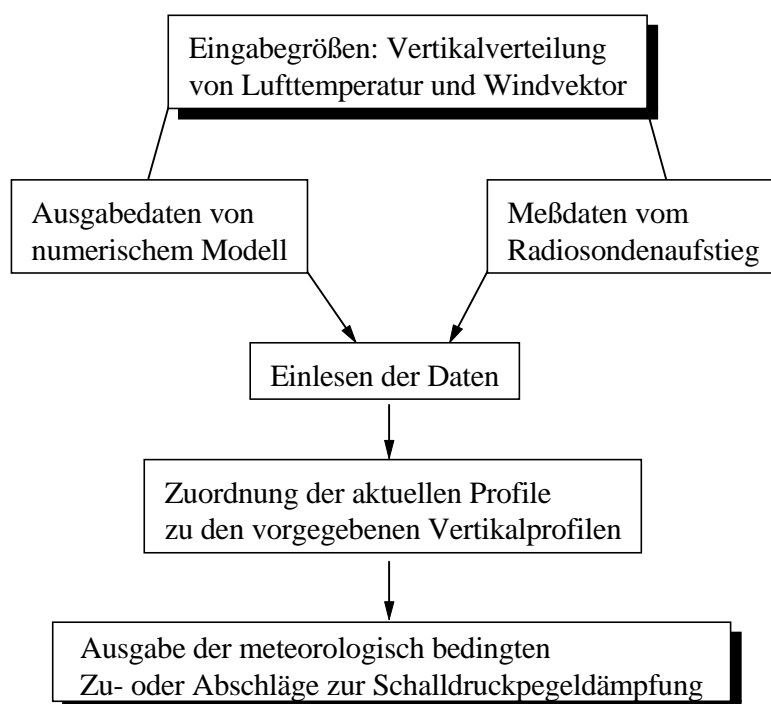 Eingabegrößen: Vertikalverteilung
von Lufttemperatur und Windvektor
Ausgabedaten von
numerischem Modell
Meßdaten vom
Radiosondenaufstieg
Einlesen der Daten
Zuordnung der aktuellen Profile
zu den vorgegebenen Vertikalprofilen
Ausgabe der meteorologisch bedingten
Zu- oder Abschläge zur Schalldruckpegeldämpfung